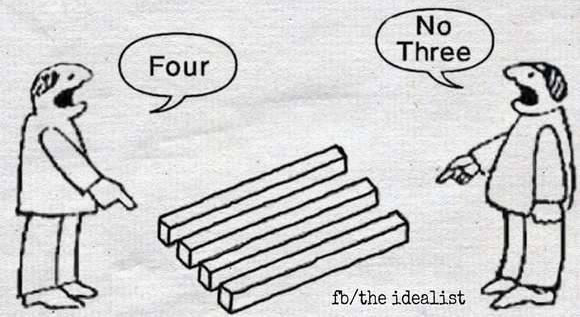 Four
No
Three
fb/the idealist